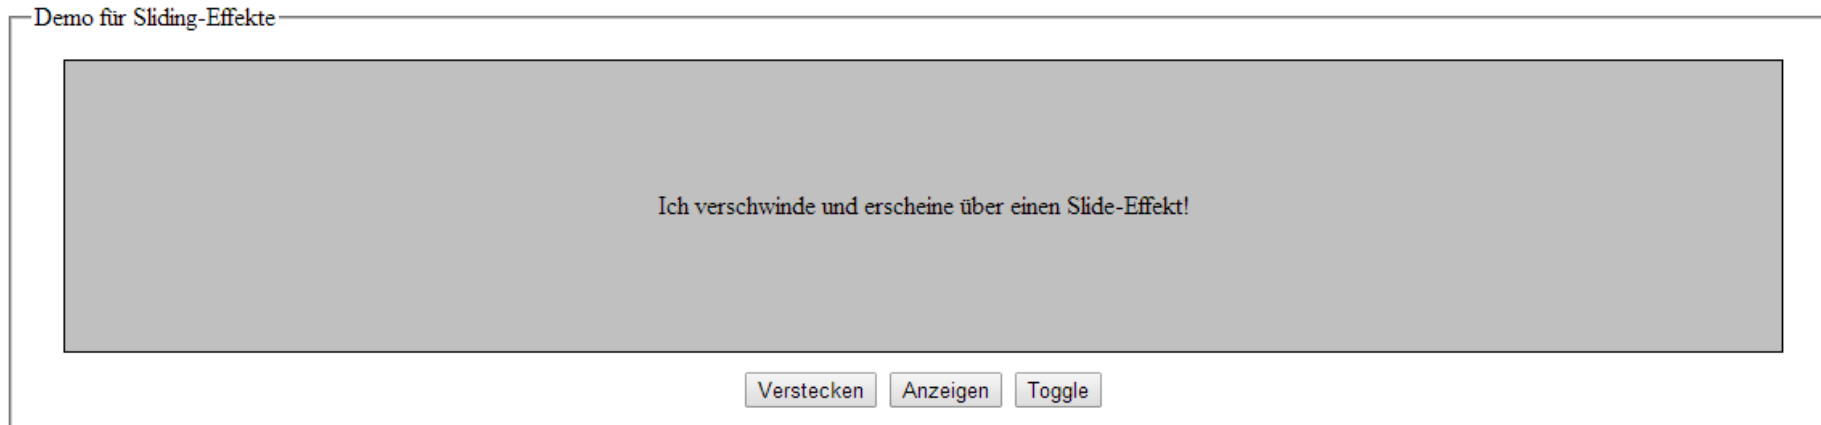 Demo für Sliding-Effekte
Ich verschwinde und erscheine über einen Slide-Effekt!
Verstecken Anzeigen Toggle